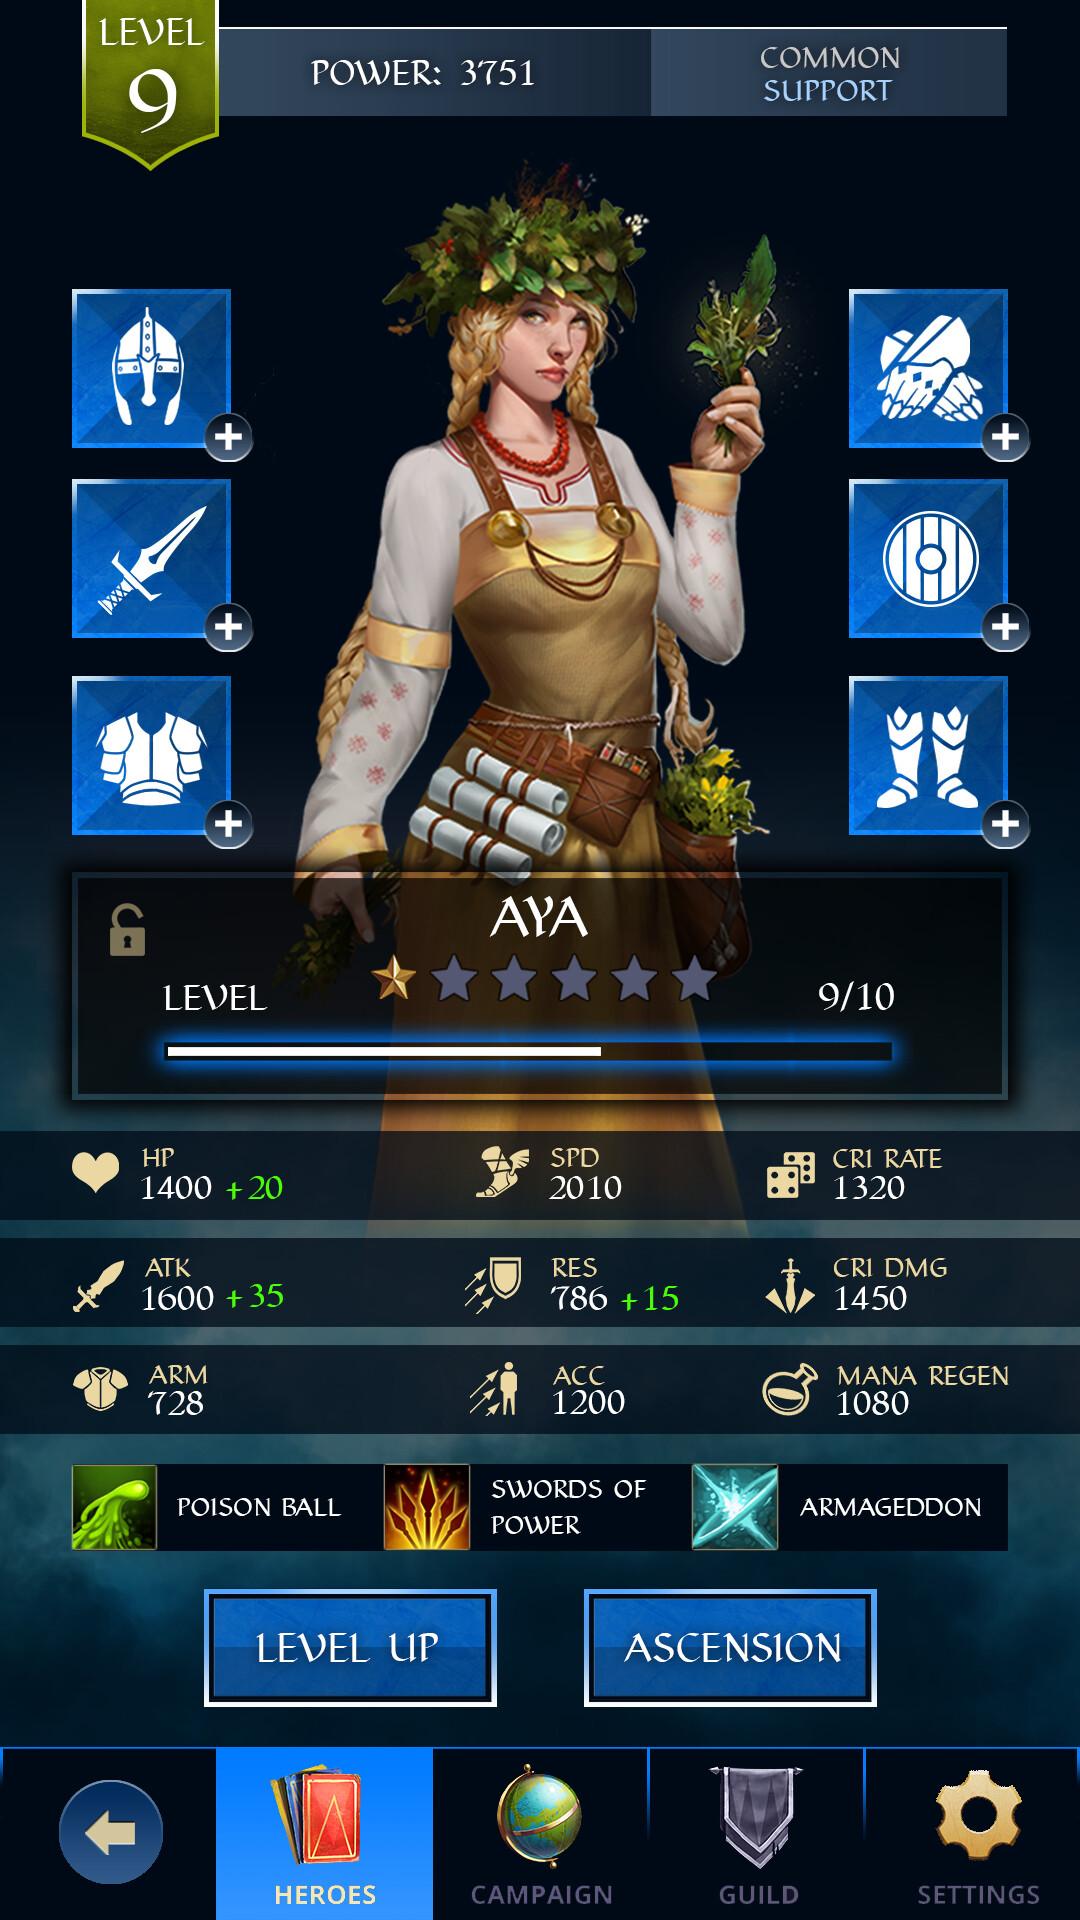 LEVEL
9
POWER: 3751
COMMON
SUPPORT
AYA
LEVEL
9/10
HP
1400 +20
SPD
2010
CRI RATE
1320
ATK
1600 +35
RES
786 +15
CRI DMG
1450
ARM
728
ACC
1200
MANA REGEN
1080
POISON BALL
SWORDS OF
POWER
ARMAGEDDON
LEVEL UP
ASCENSION
HEROES
CAMPAIGN
GUILD
SETTINGS